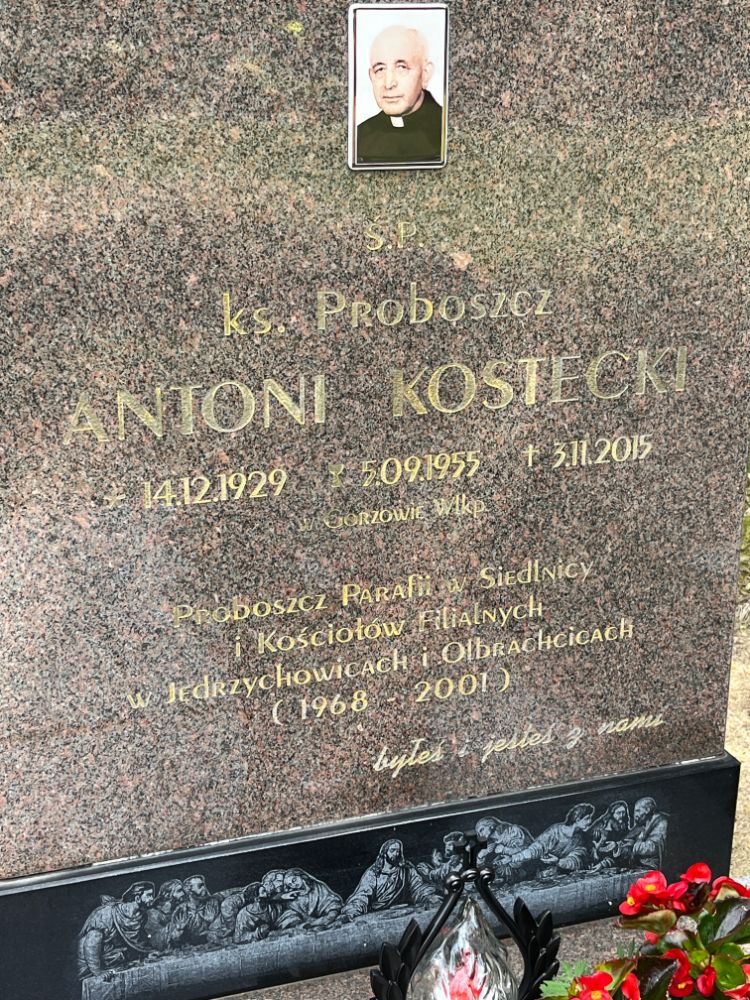 Ś.P.
ks. Proboszcz
ANTONI KOSTECKI
* 14.12.1929 5.09.1955 † 3.11.2015
w Gorzowie Wlkp.
Proboszcz Parafii w Siedlnicy
i Kościołów Filialnych
w Jędrzychowicach i Olbrachcicach
( 1968 - 2001 )
byłeś i jesteś z nami